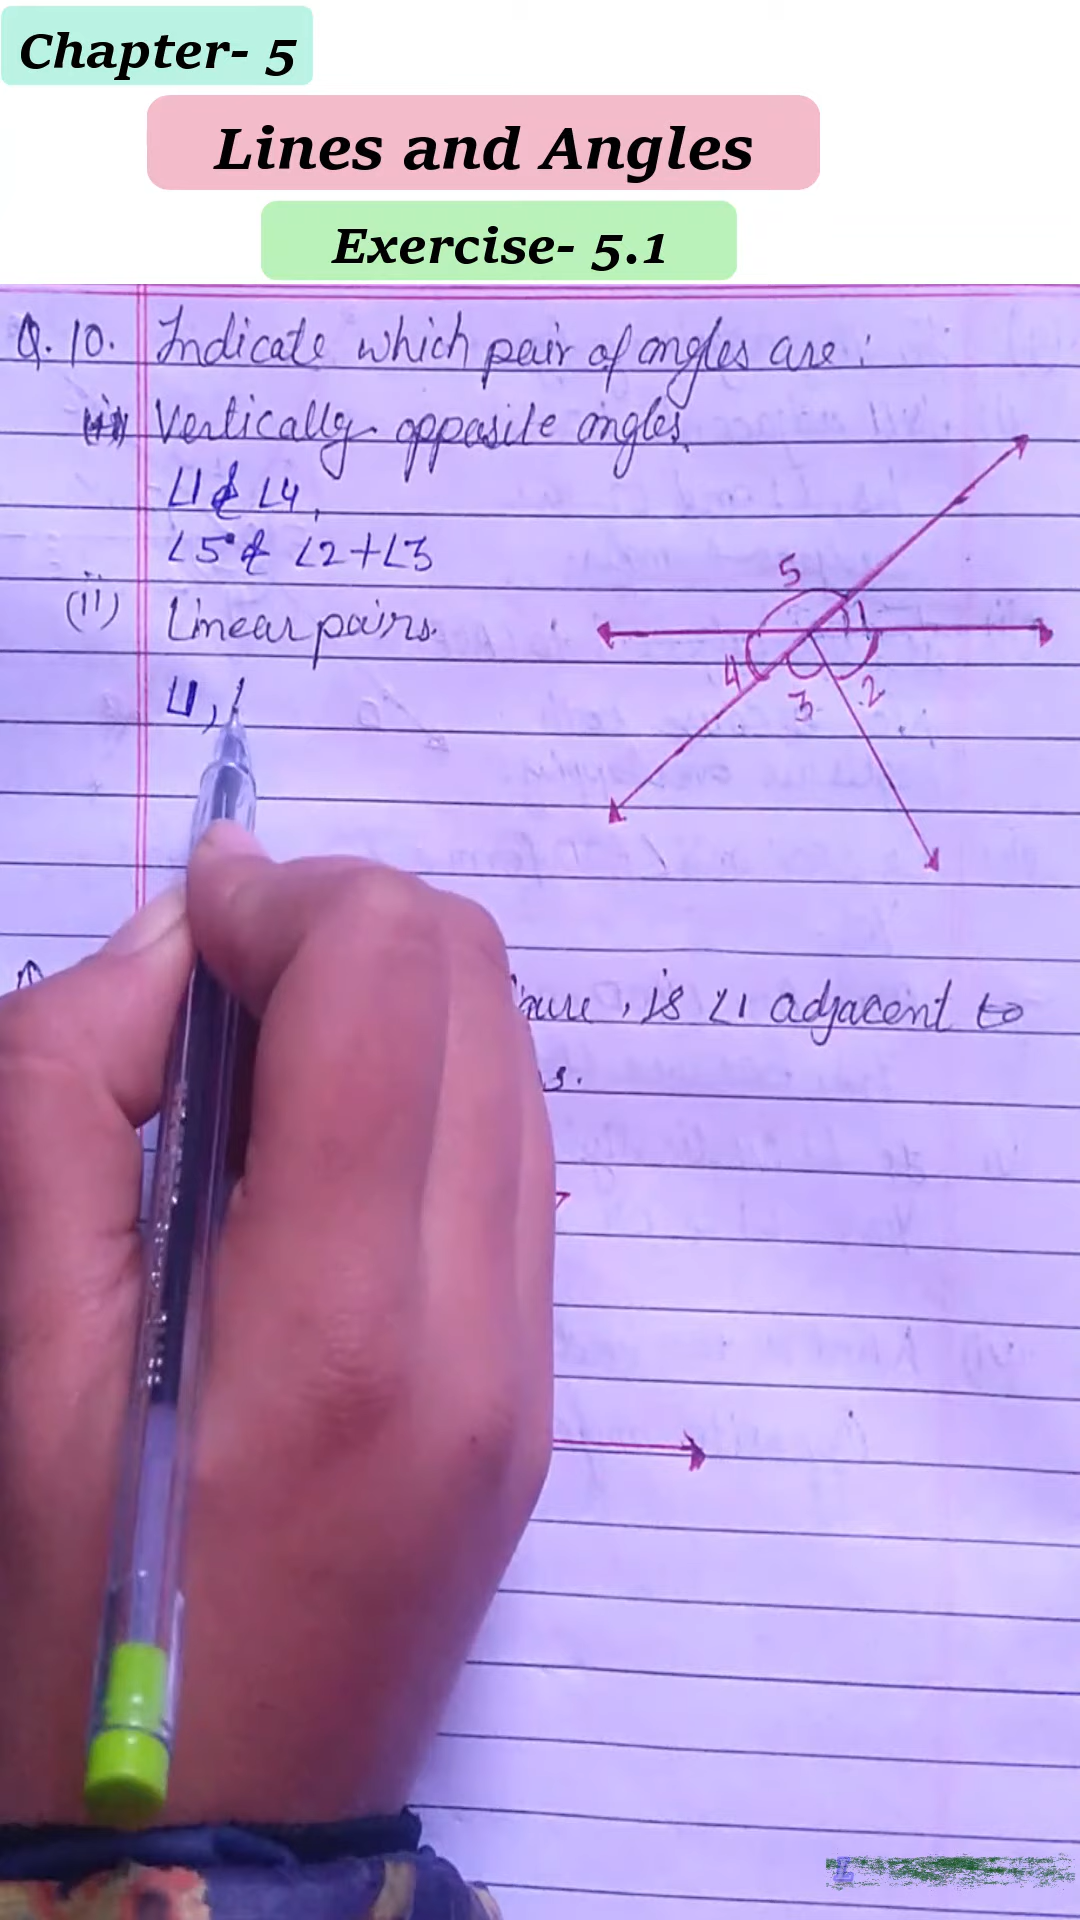 Chapter- 5
Lines and Angles
Exercise- 5.1
Q.10. Indicate which pair of angles are:
(i) Vertically opposite angles.
∠1 & ∠4,
∠5 & ∠2+∠3
(ii) Linear pairs.
∠1, ∠
5
1
4
3
2
is ∠1 adjacent to